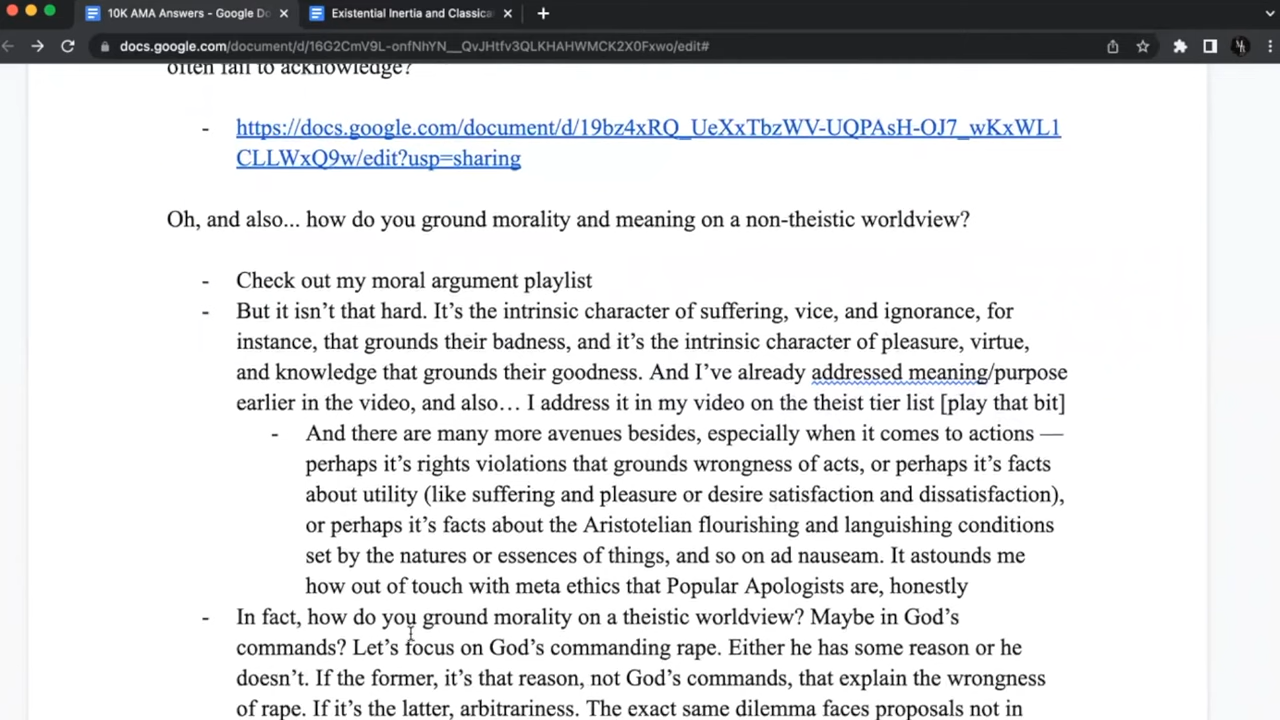 10K AMA Answers - Google Do
Existential Inertia and Classica
docs.google.com/document/d/16G2CmV9L-onfNhYN__QvJHtfv3QLKHAHWMCK2X0Fxwo/edit#
often fail to acknowledge?
- https://docs.google.com/document/d/19bz4xRQ_UeXxTbzWV-UQPAsH-OJ7_wKxWL1
CLLWxQ9w/edit?usp=sharing
Oh, and also... how do you ground morality and meaning on a non-theistic worldview?
- Check out my moral argument playlist
- But it isn’t that hard. It’s the intrinsic character of suffering, vice, and ignorance, for
instance, that grounds their badness, and it’s the intrinsic character of pleasure, virtue,
and knowledge that grounds their goodness. And I’ve already addressed meaning/purpose
earlier in the video, and also… I address it in my video on the theist tier list [play that bit]
- And there are many more avenues besides, especially when it comes to actions —
perhaps it’s rights violations that grounds wrongness of acts, or perhaps it’s facts
about utility (like suffering and pleasure or desire satisfaction and dissatisfaction),
or perhaps it’s facts about the Aristotelian flourishing and languishing conditions
set by the natures or essences of things, and so on ad nauseam. It astounds me
how out of touch with meta ethics that Popular Apologists are, honestly
- In fact, how do you ground morality on a theistic worldview? Maybe in God’s
commands? Let’s focus on God’s commanding rape. Either he has some reason or he
doesn’t. If the former, it’s that reason, not God’s commands, that explain the wrongness
of rape. If it’s the latter, arbitrariness. The exact same dilemma faces proposals not in